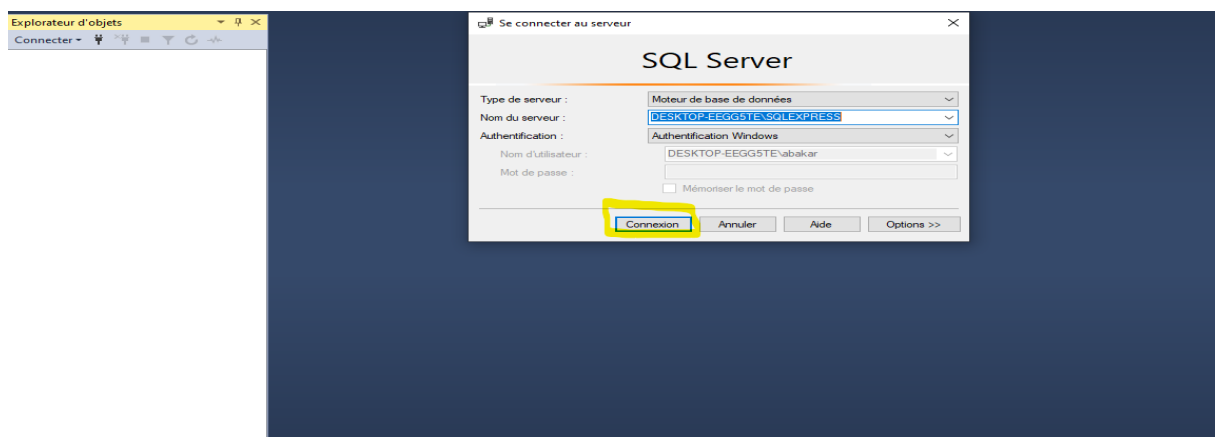 Explorateur d'objets
Connecter
Se connecter au serveur
SQL Server
Type de serveur :
Moteur de base de données
Nom du serveur :
DESKTOP-EEGG5TE\SQLEXPRESS
Authentification :
Authentification Windows
Nom d'utilisateur :
DESKTOP-EEGG5TE\abakar
Mot de passe :
Mémoriser le mot de passe
Connexion Annuler Aide Options >>